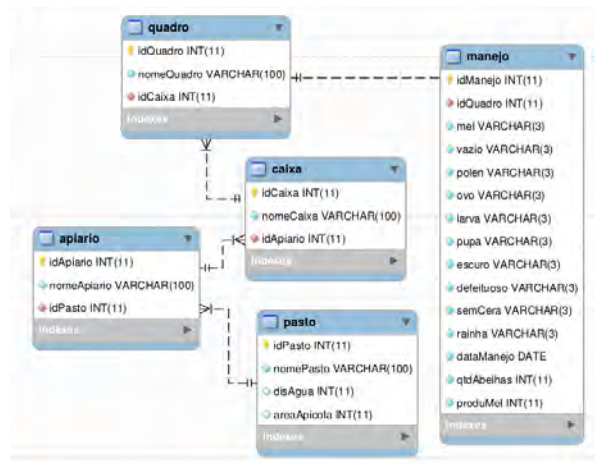 quadro
idQuadro INT(11)
nomeQuadro VARCHAR(100)
idCaixa INT(11)
Indexes
manejo
idManejo INT(11)
idQuadro INT(11)
mel VARCHAR(3)
vazio VARCHAR(3)
polen VARCHAR(3)
ovo VARCHAR(3)
larva VARCHAR(3)
pupa VARCHAR(3)
escuro VARCHAR(3)
defeituoso VARCHAR(3)
semCera VARCHAR(3)
rainha VARCHAR(3)
dataManejo DATE
qtdAbelhas INT(11)
produMel INT(11)
Indexes
caixa
idCaixa INT(11)
nomeCaixa VARCHAR(100)
idApiario INT(11)
Indexes
apiario
idApiario INT(11)
nomeApiario VARCHAR(100)
idPasto INT(11)
Indexes
pasto
idPasto INT(11)
nomePasto VARCHAR(100)
disAgua INT(11)
areaApicola INT(11)
Indexes